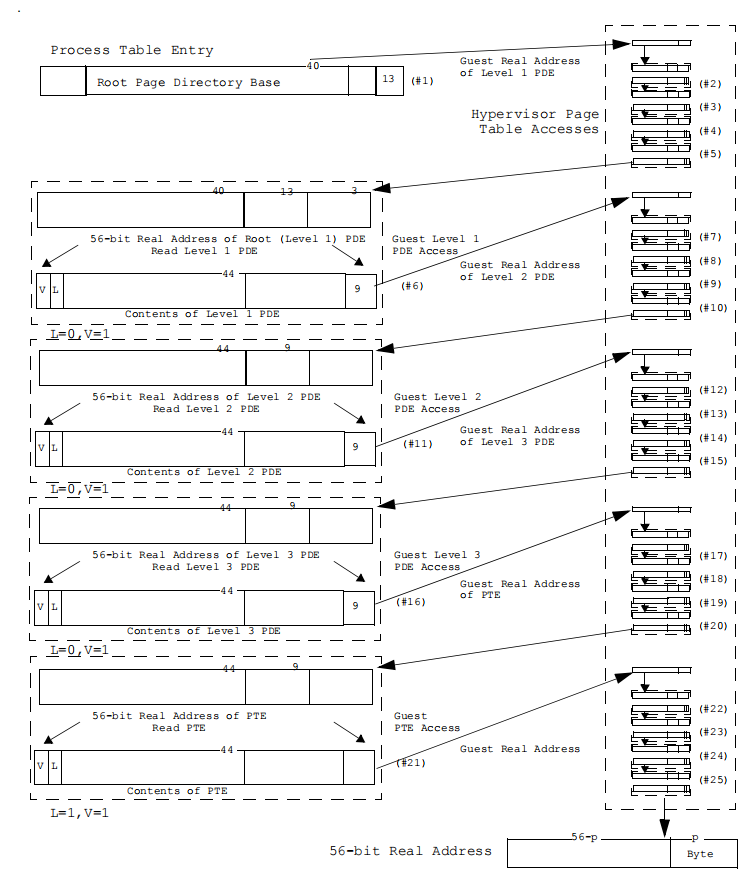 .
Process Table Entry
40
Root Page Directory Base
13
(#1)
Guest Real Address
of Level 1 PDE
Hypervisor Page
Table Accesses
(#2)
(#3)
(#4)
(#5)
40
13
3
56-bit Real Address of Root (Level 1) PDE
Read Level 1 PDE
Guest Level 1
PDE Access
V
L
44
9
(#6)
Contents of Level 1 PDE
Guest Real Address
of Level 2 PDE
(#7)
(#8)
(#9)
(#10)
L=0,V=1
44
9
56-bit Real Address of Level 2 PDE
Read Level 2 PDE
Guest Level 2
PDE Access
V
L
44
9
(#11)
Contents of Level 2 PDE
Guest Real Address
of Level 3 PDE
(#12)
(#13)
(#14)
(#15)
L=0,V=1
44
9
56-bit Real Address of Level 3 PDE
Read Level 3 PDE
Guest Level 3
PDE Access
V
L
44
9
(#16)
Contents of Level 3 PDE
Guest Real Address
of PTE
(#17)
(#18)
(#19)
(#20)
L=0,V=1
44
9
56-bit Real Address of PTE
Read PTE
Guest
PTE Access
V
L
44
(#21)
Contents of PTE
Guest Real Address
(#22)
(#23)
(#24)
(#25)
L=1,V=1
56-bit Real Address
56-p
p
Byte